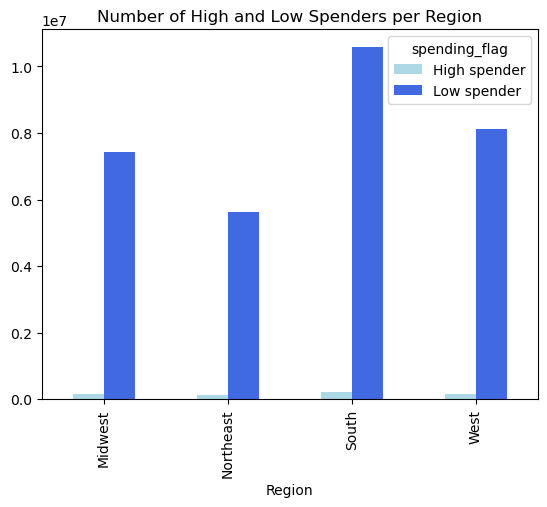 Number of High and Low Spenders per Region
1e7
spending_flag
High spender
Low spender
1.0
0.8
0.6
0.4
0.2
0.0
Midwest
Northeast
South
West
Region